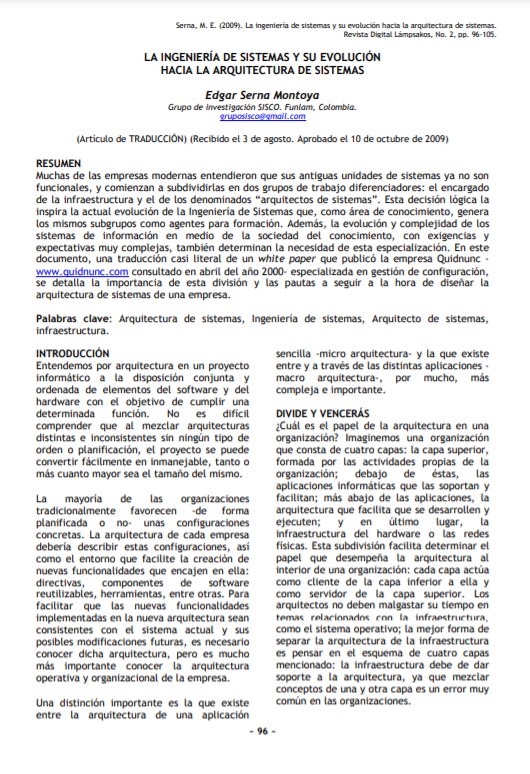 Serna, M. E. (2009). La ingeniería de sistemas y su evolución hacia la arquitectura de sistemas.
Revista Digital Lámpsakos, No. 2, pp. 96-105.
LA INGENIERÍA DE SISTEMAS Y SU EVOLUCIÓN
HACIA LA ARQUITECTURA DE SISTEMAS
Edgar Serna Montoya
Grupo de investigación SISCO. Funlam, Colombia.
gruposisco@gmail.com
(Artículo de TRADUCCIÓN) (Recibido el 3 de agosto. Aprobado el 10 de octubre de 2009)
RESUMEN
Muchas de las empresas modernas entendieron que sus antiguas unidades de sistemas ya no son
funcionales, y comienzan a subdividirlas en dos grupos de trabajo diferenciadores: el encargado
de la infraestructura y el de los denominados “arquitectos de sistemas”. Esta decisión lógica la
inspira la actual evolución de la Ingeniería de Sistemas que, como área de conocimiento, genera
los mismos subgrupos como agentes para formación. Además, la evolución y complejidad de los
sistemas de información en medio de la sociedad del conocimiento, con exigencias y
expectativas muy complejas, también determinan la necesidad de esta especialización. En este
documento, una traducción casi literal de un white paper que publicó la empresa Quidnunc -
www.quidnunc.com consultado en abril del año 2000- especializada en gestión de configuración,
se detalla la importancia de esta división y las pautas a seguir a la hora de diseñar la
arquitectura de sistemas de una empresa.
Palabras clave: Arquitectura de sistemas, Ingeniería de sistemas, Arquitecto de sistemas,
infraestructura.
INTRODUCCIÓN
Entendemos por arquitectura en un proyecto
informático a la disposición conjunta y
ordenada de elementos del software y del
hardware con el objetivo de cumplir una
determinada función. No es difícil
comprender que al mezclar arquitecturas
distintas e inconsistentes sin ningún tipo de
orden o planificación, el proyecto se puede
convertir fácilmente en inmanejable, tanto o
más cuanto mayor sea el tamaño del mismo.
La mayoría de las organizaciones
tradicionalmente favorecen -de forma
planificada o no- unas configuraciones
concretas. La arquitectura de cada empresa
debería describir estas configuraciones, así
como el entorno que facilite la creación de
nuevas funcionalidades que encajen en ella:
directivas, componentes de software
reutilizables, herramientas, entre otras. Para
facilitar que las nuevas funcionalidades
implementadas en la nueva arquitectura sean
consistentes con el sistema actual y sus
posibles modificaciones futuras, es necesario
conocer dicha arquitectura, pero es mucho
más importante conocer la arquitectura
operativa y organizacional de la empresa.
Una distinción importante es la que existe
entre la arquitectura de una aplicación
sencilla -micro arquitectura- y la que existe
entre y a través de las distintas aplicaciones -
macro arquitectura-, por mucho, más
compleja e importante.
DIVIDE Y VENCERÁS
¿Cuál es el papel de la arquitectura en una
organización? Imaginemos una organización
que consta de cuatro capas: la capa superior,
formada por las actividades propias de la
organización; debajo de éstas, las
aplicaciones informáticas que las soportan y
facilitan; más abajo de las aplicaciones, la
arquitectura que facilita que se desarrollen y
ejecuten; y en último lugar, la
infraestructura del hardware o las redes
físicas. Esta subdivisión facilita determinar el
papel que desempeña la arquitectura al
interior de una organización: cada capa actúa
como cliente de la capa inferior a ella y
como servidor de la capa superior. Los
arquitectos no deben malgastar su tiempo en
temas relacionados con la infraestructura,
como el sistema operativo; la mejor forma de
separar la arquitectura de la infraestructura
es pensar en el esquema de cuatro capas
mencionado: la infraestructura debe de dar
soporte a la arquitectura, ya que mezclar
conceptos de una y otra capa es un error muy
común en las organizaciones.
- 96 -